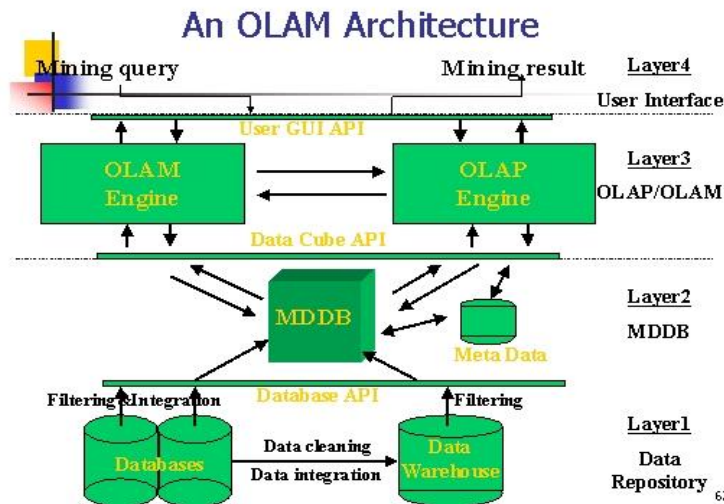 An OLAM Architecture
Mining query
Mining result
Layer4
User Interface
User GUI API
OLAM
Engine
OLAP
Engine
Layer3
OLAP/OLAM
Data Cube API
MDDB
Meta Data
Layer2
MDDB
Filtering &Integration
Database API
Filtering
Databases
Data cleaning
Data integration
Data
Warehouse
Layer1
Data
Repository